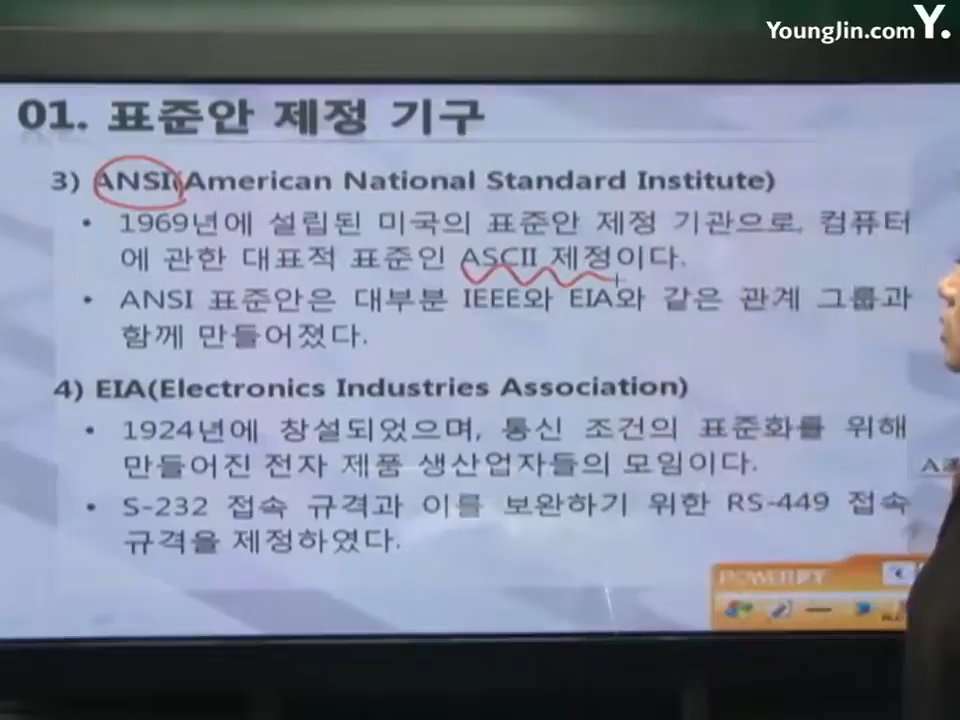 YoungJin.com Y.
01. 표준안 제정 기구
3) ANSI(American National Standard Institute)
• 1969년에 설립된 미국의 표준안 제정 기관으로, 컴퓨터
에 관한 대표적 표준인 ASCII 제정이다.
• ANSI 표준안은 대부분 IEEE와 EIA와 같은 관계 그룹과
함께 만들어졌다.
4) EIA(Electronics Industries Association)
• 1924년에 창설되었으며, 통신 조건의 표준화를 위해
만들어진 전자 제품 생산업자들의 모임이다.
• S-232 접속 규격과 이를 보완하기 위한 RS-449 접속
규격을 제정하였다.